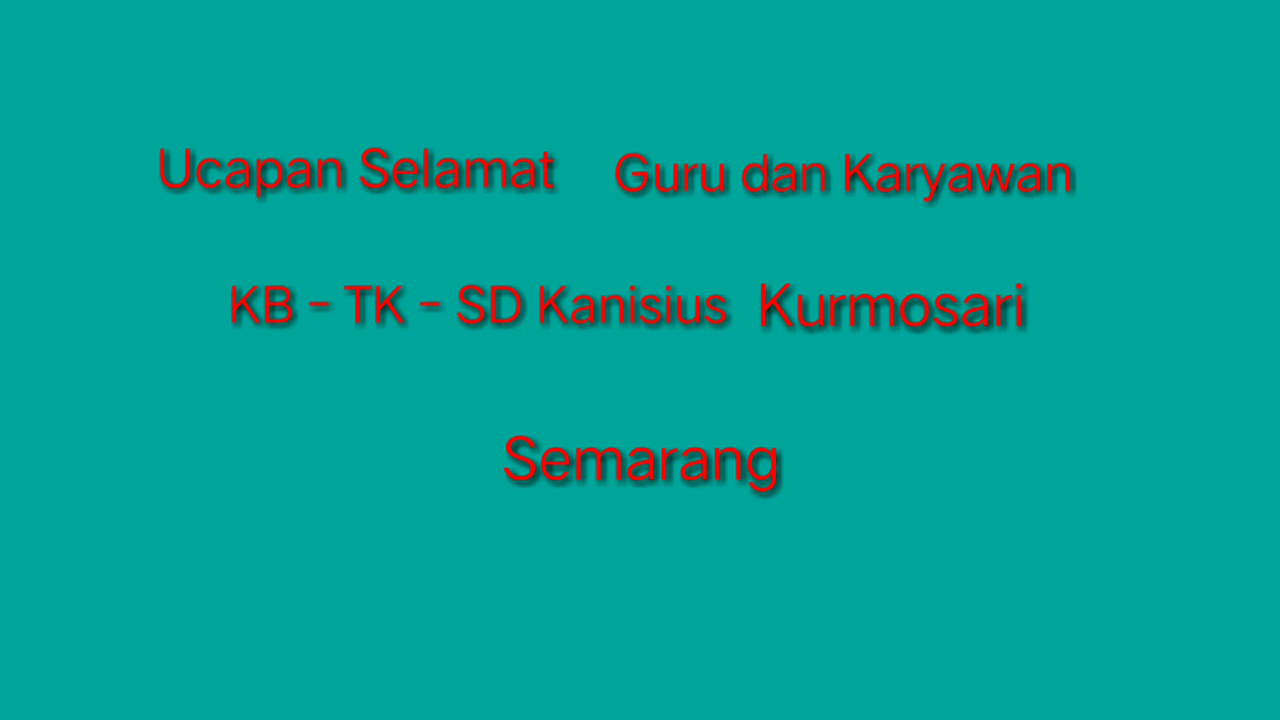 Ucapan Selamat Guru dan Karyawan
KB - TK - SD Kanisius Kurmosari
Semarang